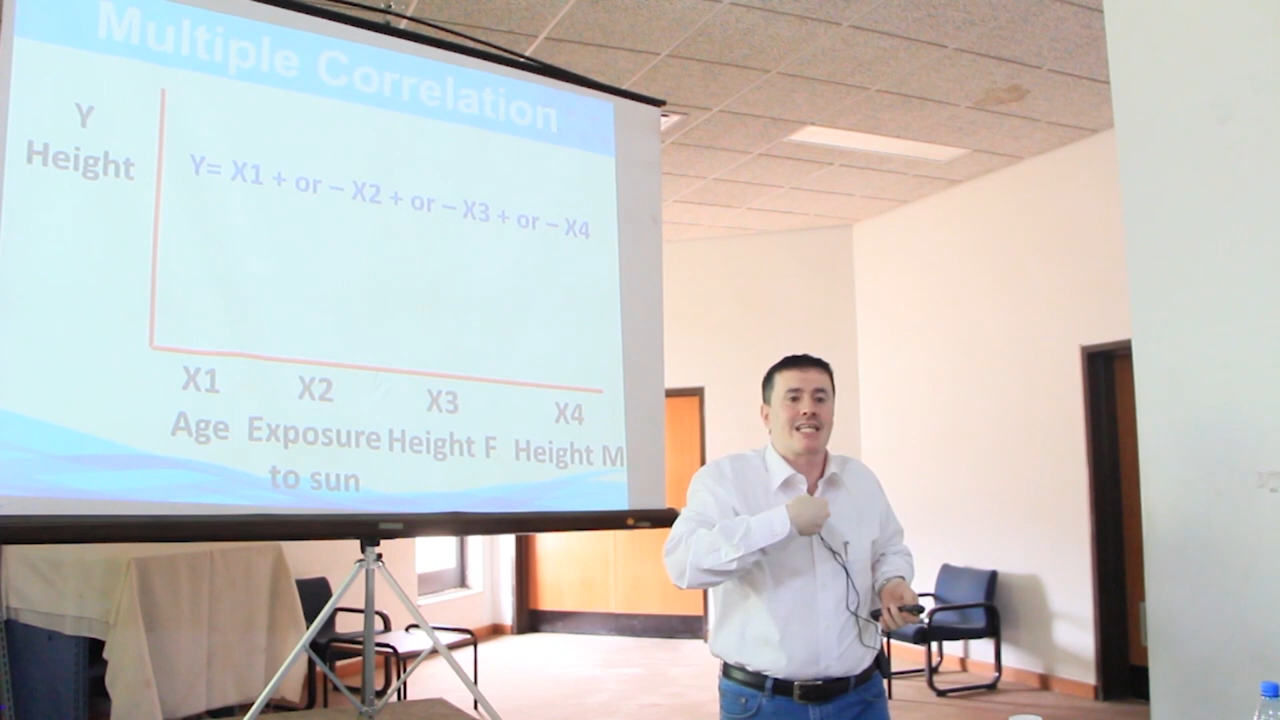 Multiple Correlation
Y
Height
Y= X1 + or – X2 + or – X3 + or – X4
X1 X2 X3 X4
Age Exposure Height F Height M
to sun